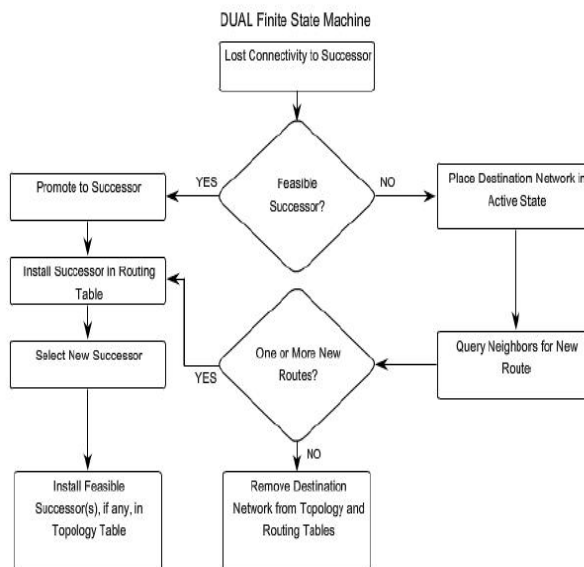 DUAL Finite State Machine
Lost Connectivity to Successor
Feasible
Successor?
YES
NO
Promote to Successor
Place Destination Network in
Active State
Install Successor in Routing
Table
Select New Successor
One or More New
Routes?
YES
Query Neighbors for New
Route
NO
Install Feasible
Successor(s), if any, in
Topology Table
Remove Destination
Network from Topology and
Routing Tables